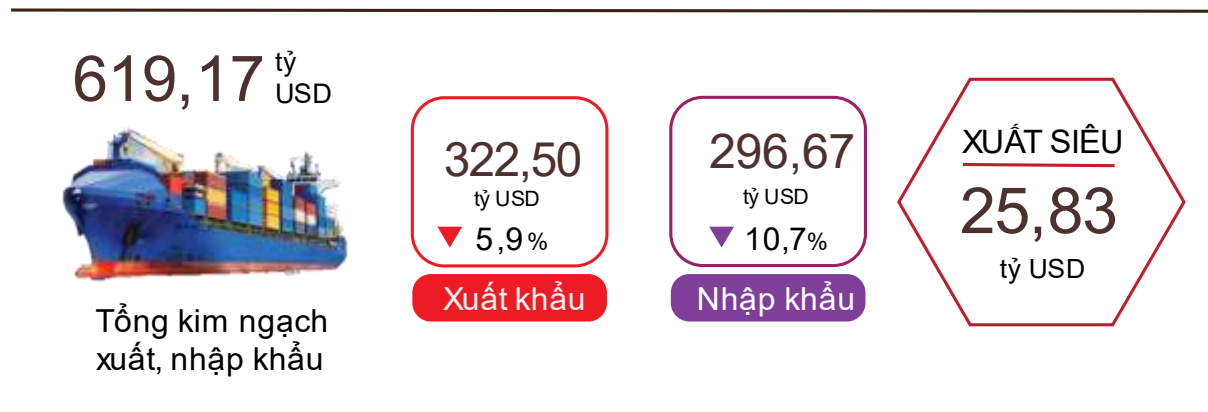 619,17 tỷ
USD
Tổng kim ngạch
xuất, nhập khẩu
322,50
tỷ USD
▼ 5,9%
Xuất khẩu
296,67
tỷ USD
▼ 10,7%
Nhập khẩu
XUẤT SIÊU
25,83
tỷ USD